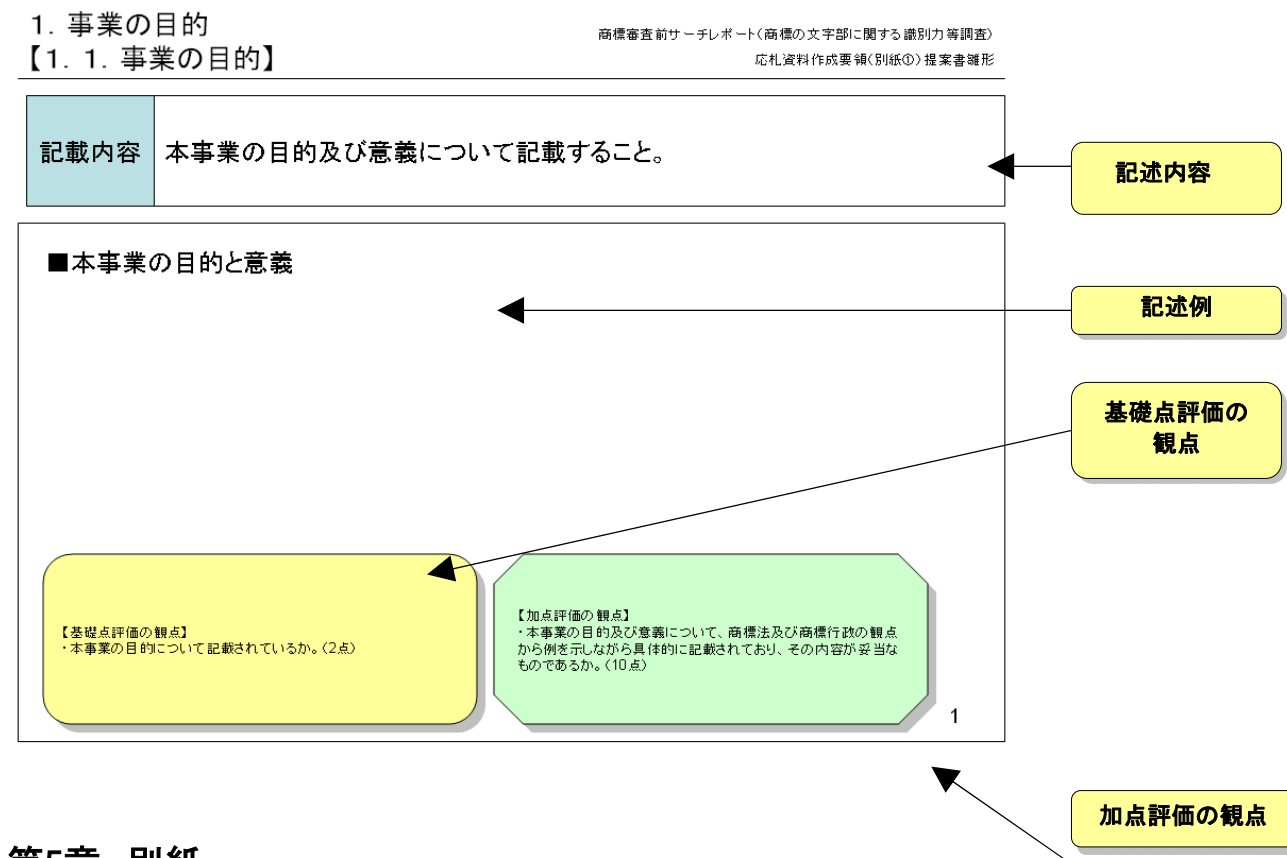 1. 事業の目的
【1. 1. 事業の目的】
商標審査前サーチレポート(商標の文字部に関する識別力等調査)
応札資料作成要領(別紙①)提案書雛形
記載内容
本事業の目的及び意義について記載すること。
記述内容
■本事業の目的と意義
記述例
基礎点評価の
観点
【基礎点評価の観点】
・本事業の目的について記載されているか。(2点)
【加点評価の観点】
・本事業の目的及び意義について、商標法及び商標行政の観点
から例を示しながら具体的に記載されており、その内容が妥当な
ものであるか。(10点)
1
加点評価の観点
第5章 別紙